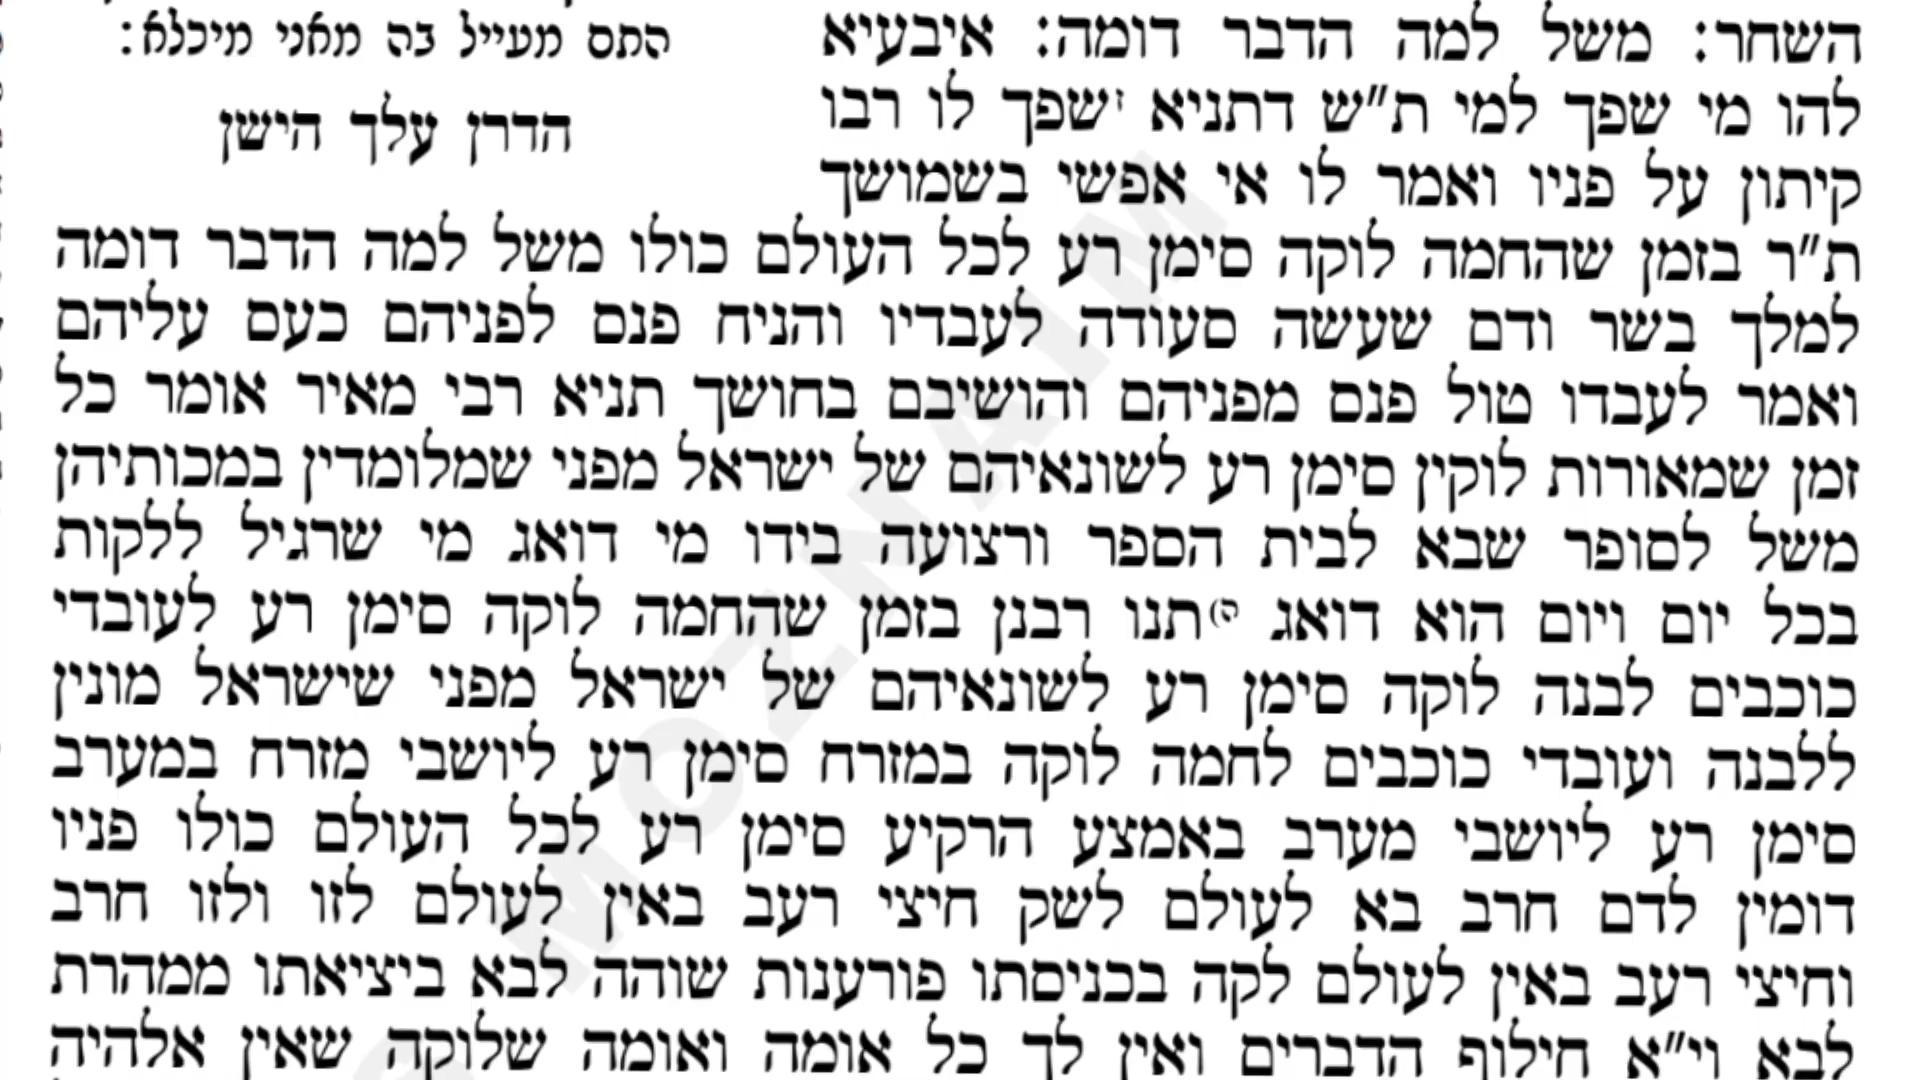 השחר: משל למה הדבר דומה: איבעיא
להו מי שפך למי ת"ש דתניא ז שפך לו רבו
קיתון על פניו ואמר לו אי אפשי בשמושך
התם מעייל בה מאני מיכלא:
הדרן עלך הישן
ת"ר בזמן שהחמה לוקה סימן רע לכל העולם כולו משל למה הדבר דומה
למלך בשר ודם שעשה סעודה לעבדיו והניח פנס לפניהם כעס עליהם
ואמר לעבדו טול פנס מפניהם והושיבם בחושך תניא רבי מאיר אומר כל
זמן שמאורות לוקין סימן רע לשונאיהם של ישראל מפני שמלומדין במכותיהן
משל לסופר שבא לבית הספר ורצועה בידו מי דואג מי שרגיל ללקות
בכל יום ויום הוא דואג תנו רבנן בזמן שהחמה לוקה סימן רע לעובדי
כוכבים לבנה לוקה סימן רע לשונאיהם של ישראל מפני שישראל מונין
ללבנה ועובדי כוכבים לחמה לוקה במזרח סימן רע ליושבי מזרח במערב
סימן רע ליושבי מערב באמצע הרקיע סימן רע לכל העולם כולו פניו
דומין לדם חרב בא לעולם לשק חיצי רעב באין לעולם לזו ולזו חרב
וחיצי רעב באין לעולם לקה בכניסתו פורענות שוהה לבא ביציאתו ממהרת
לבא וי"א חילוף הדברים ואין לך כל אומה ואומה שלוקה שאין אלהיה
MOZNAIM